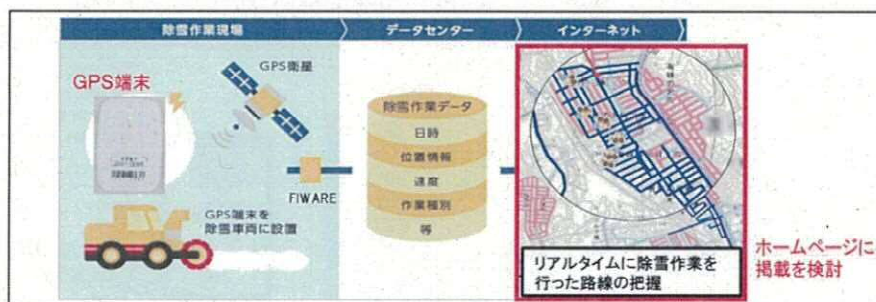 除雪作業現場
データセンター
インターネット
GPS端末
GPS衛星
FIWARE
GPS端末を
除雪車両に設置
除雪作業データ
日時
位置情報
速度
作業種別
等
リアルタイムに除雪作業を
行った路線の把握
ホームページに
掲載を検討